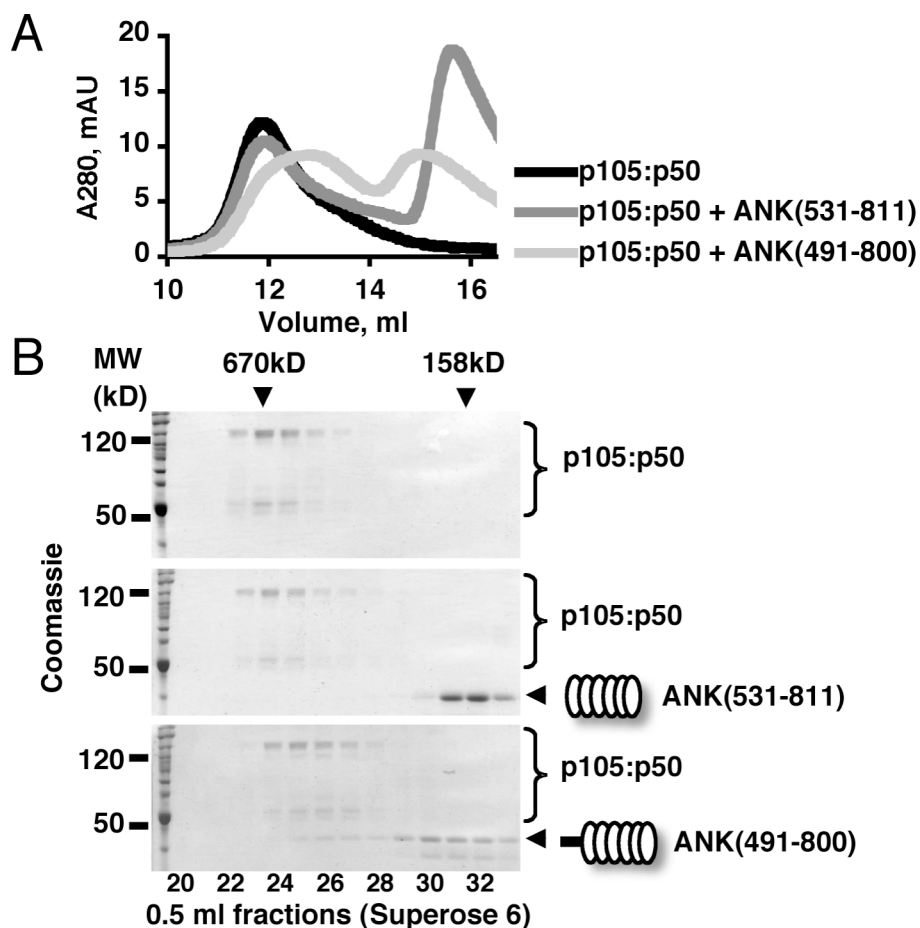 A
20
15
10
5
0
A280, mAU
10 12 14 16
Volume, ml
p105:p50
p105:p50 + ANK(531-811)
p105:p50 + ANK(491-800)
B
MW
(kD)
670kD 158kD
120
50
p105:p50
120
50
p105:p50
ANK(531-811)
120
50
p105:p50
ANK(491-800)
Coomassie
20 22 24 26 28 30 32
0.5 ml fractions (Superose 6)